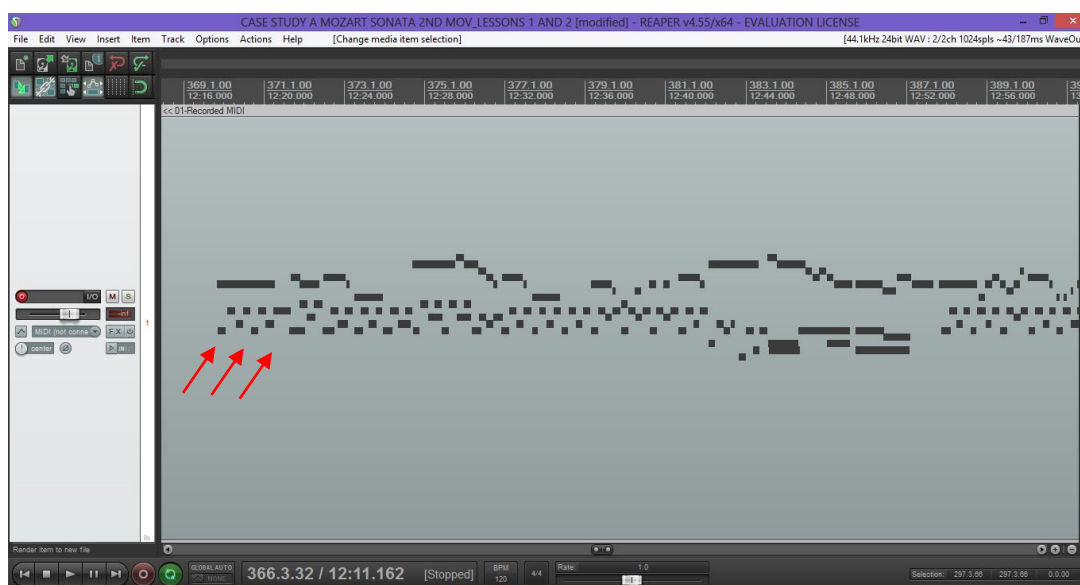 CASE STUDY A MOZART SONATA 2ND MOV_LESSONS 1 AND 2 [modified] - REAPER v4.55/x64 - EVALUATION LICENSE
File Edit View Insert Item Track Options Actions Help [Change media item selection] [44.1kHz 24bit WAV : 2/2ch 1024spls ~43/187ms WaveOu
369.1.00 371.1.00 373.1.00 375.1.00 377.1.00 379.1.00 381.1.00 383.1.00 385.1.00 387.1.00 389.1.00 39
12:16.000 12:20.000 12:24.000 12:28.000 12:32.000 12:36.000 12:40.000 12:44.000 12:48.000 12:52.000 12:56.000 13
<< 01-Recorded MIDI
I/O M S
-inf
1
MIDI (not conne FX
center IN
Render item to new file
GLOBAL AUTO
NONE
366.3.32 / 12:11.162 [Stopped]
BPM
120
4/4
Rate: 1.0
Selection: 297.3.66 297.3.66 0.0.00